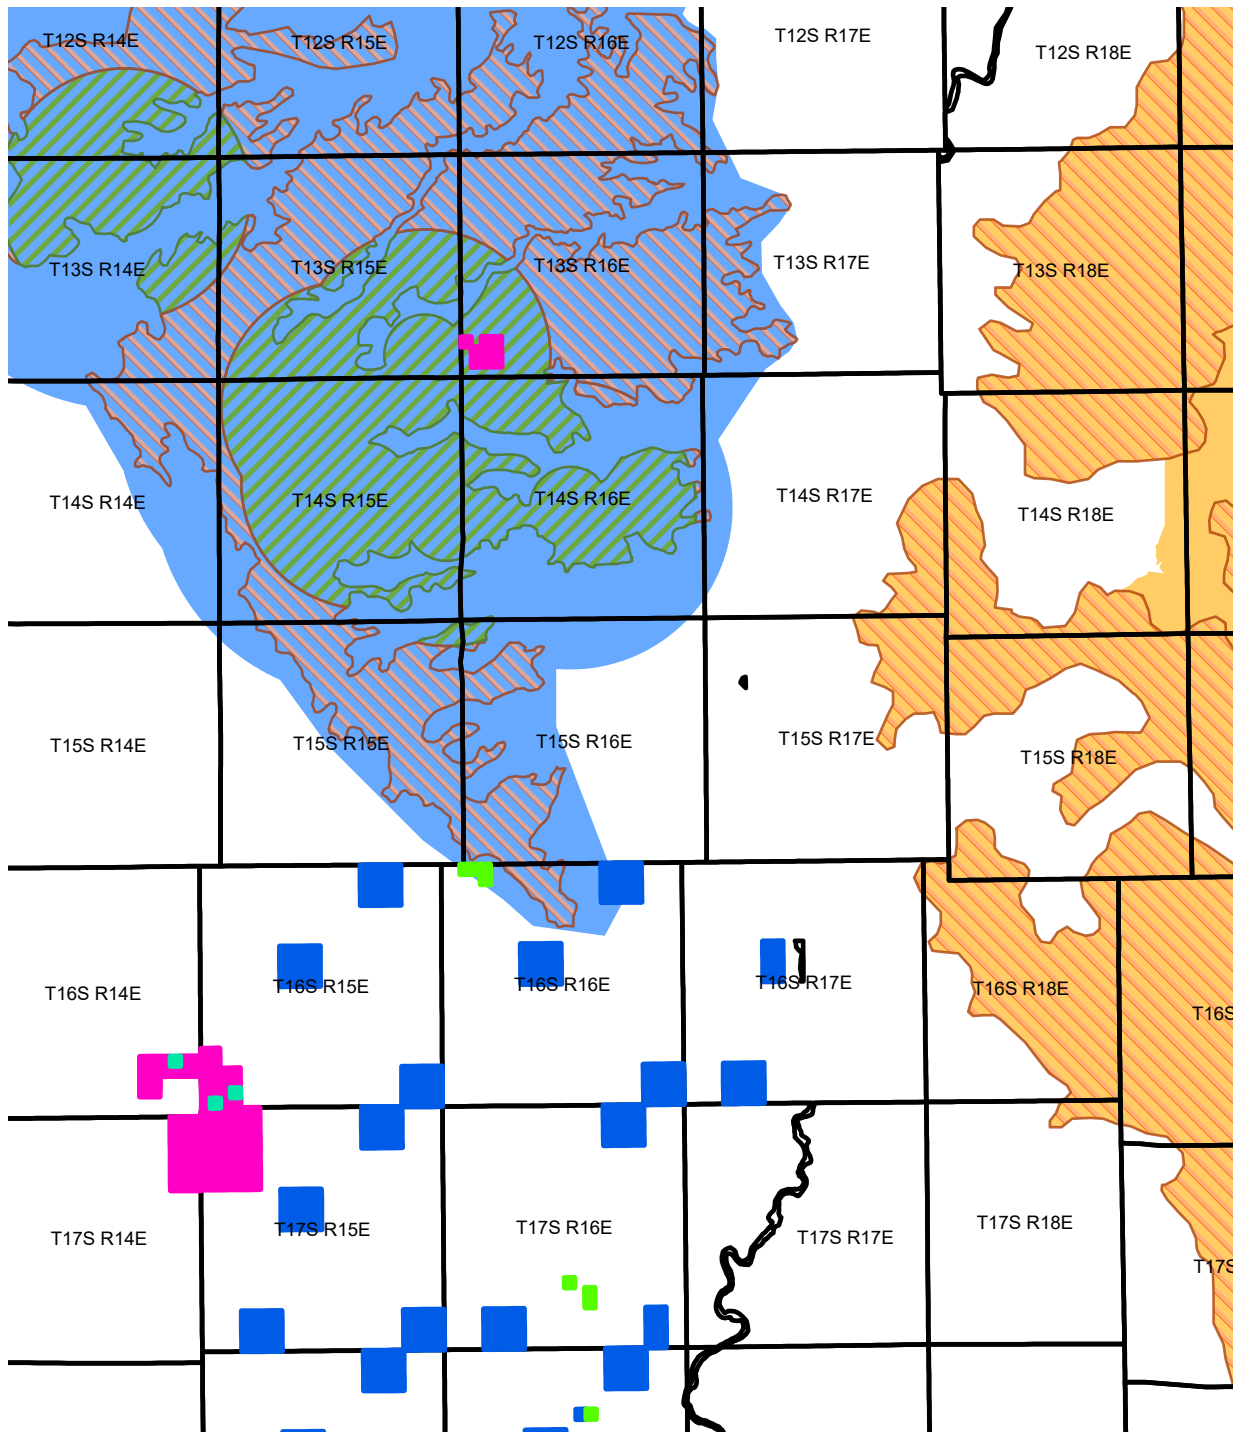 T12S R14E
T12S R15E
T12S R16E
T12S R17E
T12S R18E
T13S R14E
T13S R15E
T13S R16E
T13S R17E
T13S R18E
T14S R14E
T14S R15E
T14S R16E
T14S R17E
T14S R18E
T15S R14E
T15S R15E
T15S R16E
T15S R17E
T15S R18E
T16S R14E
T16S R15E
T16S R16E
T16S R17E
T16S R18E
T16S
T17S R14E
T17S R15E
T17S R16E
T17S R17E
T17S R18E
T17S